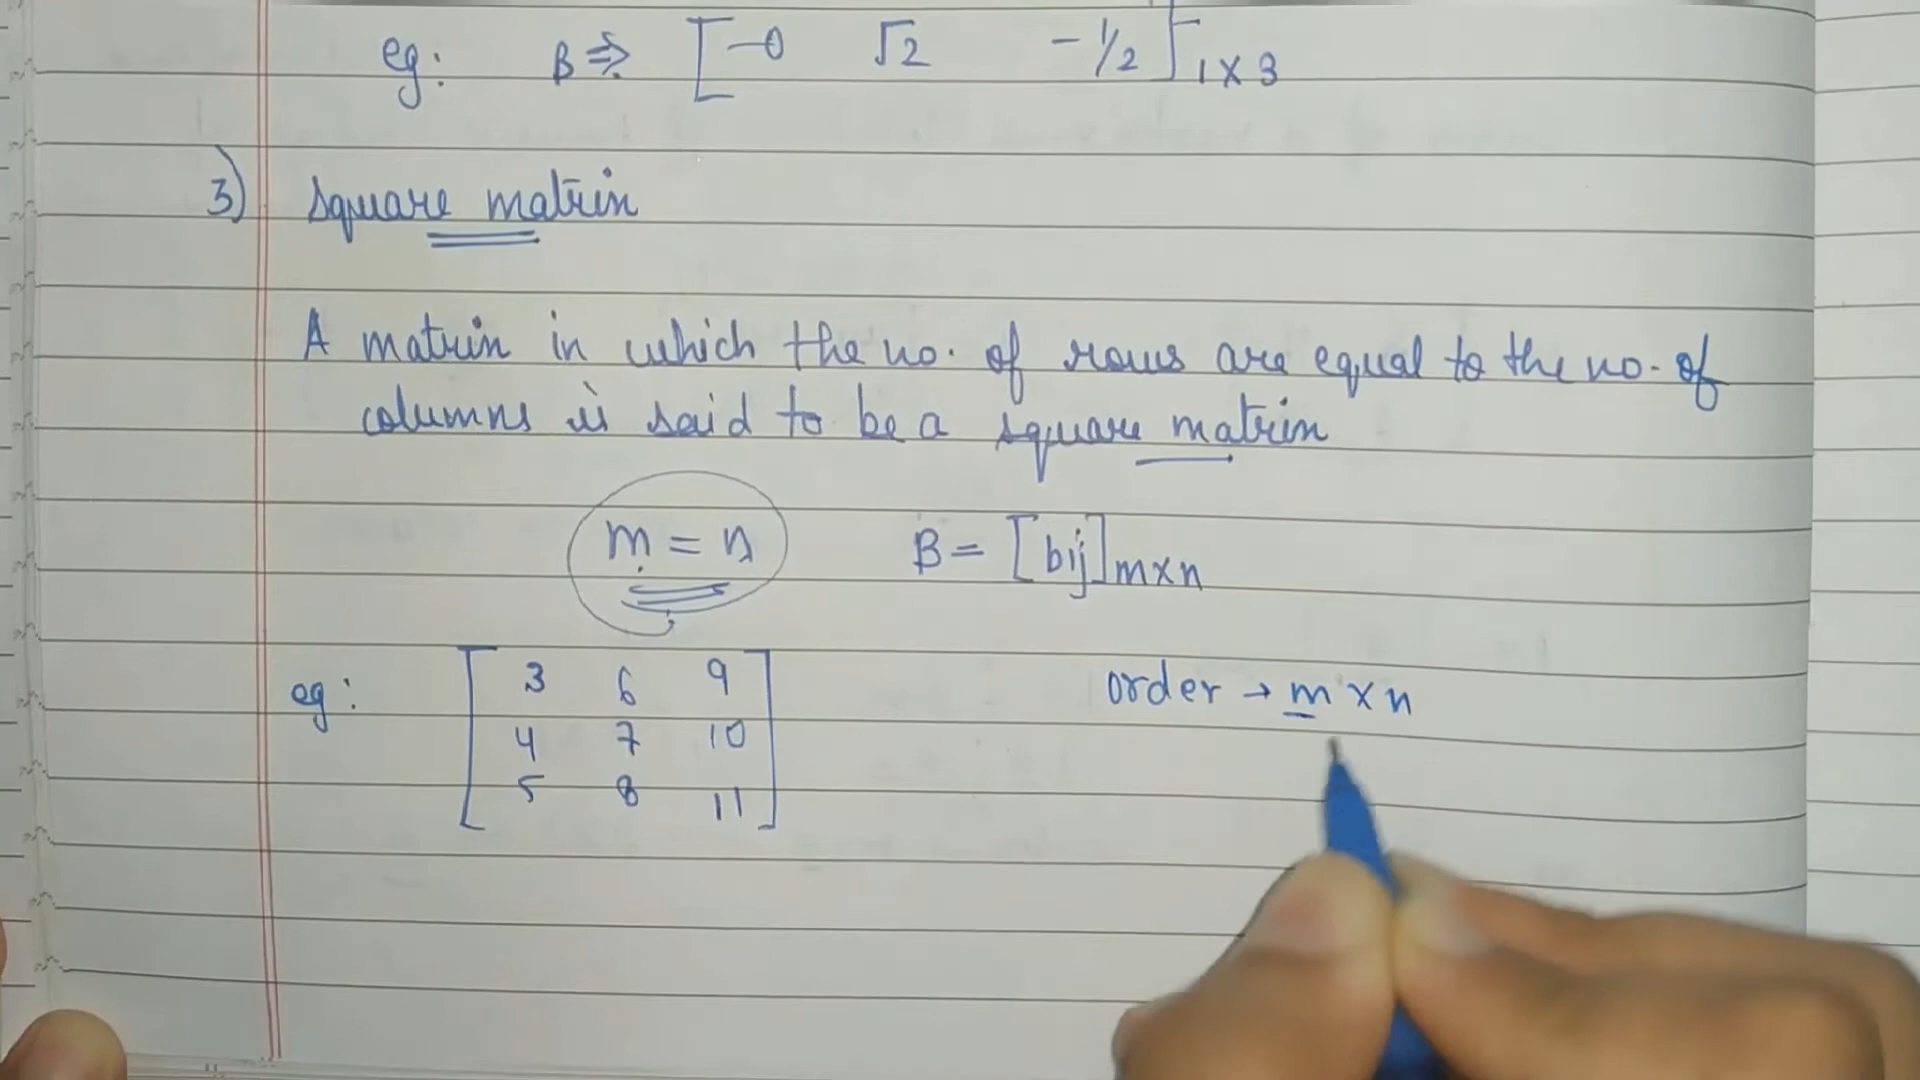 eg: B ⇒ [ -0 √2 - 1/2 ] 1 x 3
3) Square matrix
A matrix in which the no. of rows are equal to the no. of
columns is said to be a square matrix
m = n B = [bij] m x n
eg: [ 3 6 9 order → m x n
4 7 10
5 8 11 ]